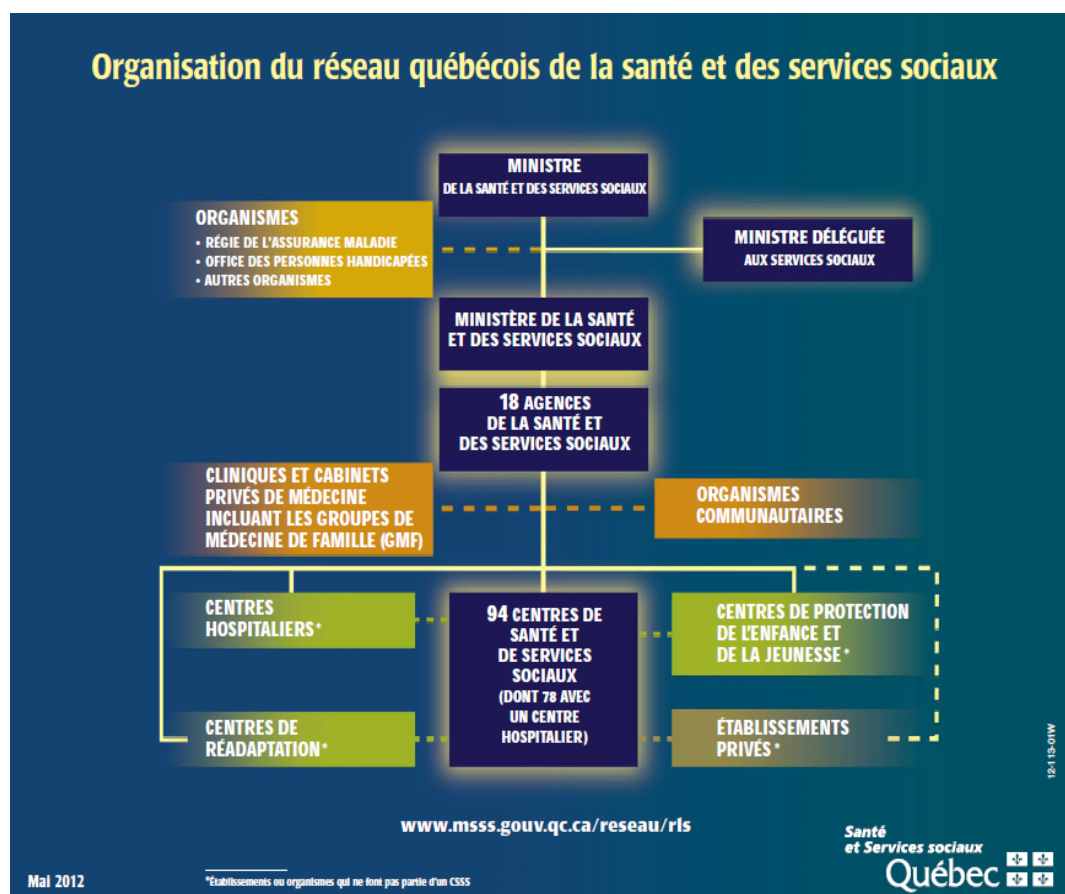 Organisation du réseau québécois de la santé et des services sociaux
MINISTRE
DE LA SANTÉ ET DES SERVICES SOCIAUX
ORGANISMES
• RÉGIE DE L'ASSURANCE MALADIE
• OFFICE DES PERSONNES HANDICAPÉES
• AUTRES ORGANISMES
MINISTRE DÉLÉGUÉE
AUX SERVICES SOCIAUX
MINISTÈRE DE LA SANTÉ
ET DES SERVICES SOCIAUX
18 AGENCES
DE LA SANTÉ ET
DES SERVICES SOCIAUX
CLINIQUES ET CABINETS
PRIVÉS DE MÉDECINE
INCLUANT LES GROUPES DE
MÉDECINE DE FAMILLE (GMF)
ORGANISMES
COMMUNAUTAIRES
CENTRES
HOSPITALIERS*
94 CENTRES DE
SANTÉ ET
DE SERVICES
SOCIAUX
(DONT 78 AVEC
UN CENTRE
HOSPITALIER)
CENTRES DE PROTECTION
DE L'ENFANCE ET
DE LA JEUNESSE*
CENTRES DE
RÉADAPTATION*
ÉTABLISSEMENTS
PRIVÉS*
12-113-01W
www.msss.gouv.qc.ca/reseau/rls
Santé
et Services sociaux
Québec
Mai 2012
*Établissements ou organismes qui ne font pas partie d'un CSSS